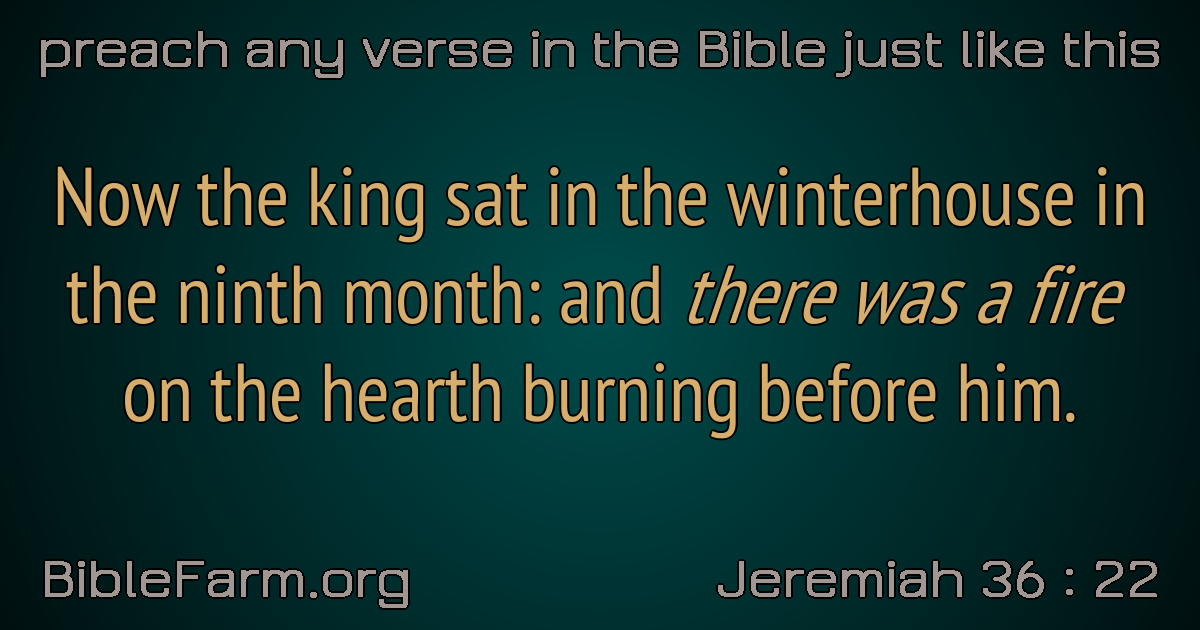 preach any verse in the Bible just like this
Now the king sat in the winterhouse in
the ninth month: and there was a fire
on the hearth burning before him.
BibleFarm.org
Jeremiah 36 : 22